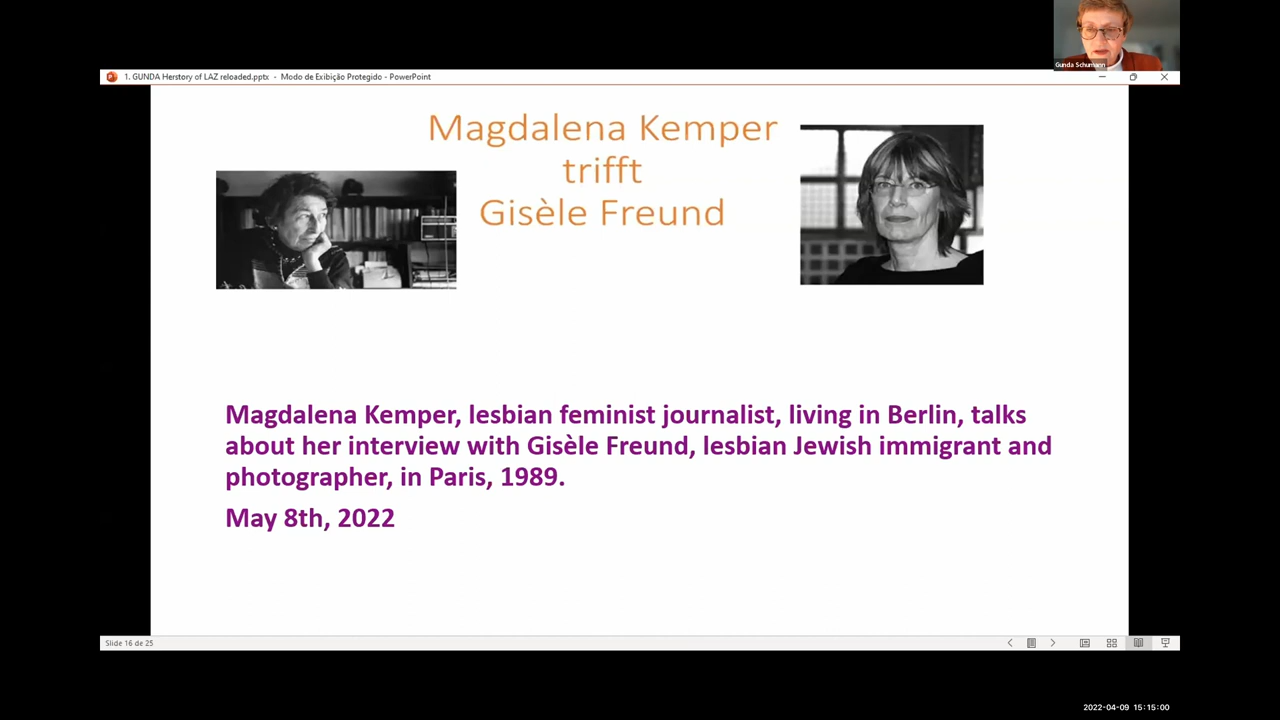 Gunda Schumann
1. GUNDA Herstory of LAZ reloaded.pptx - Modo de Exibição Protegido - PowerPoint
Magdalena Kemper
trifft
Gisèle Freund
Magdalena Kemper, lesbian feminist journalist, living in Berlin, talks
about her interview with Gisèle Freund, lesbian Jewish immigrant and
photographer, in Paris, 1989.
May 8th, 2022
Slide 16 de 25
2022-04-09 15:15:00